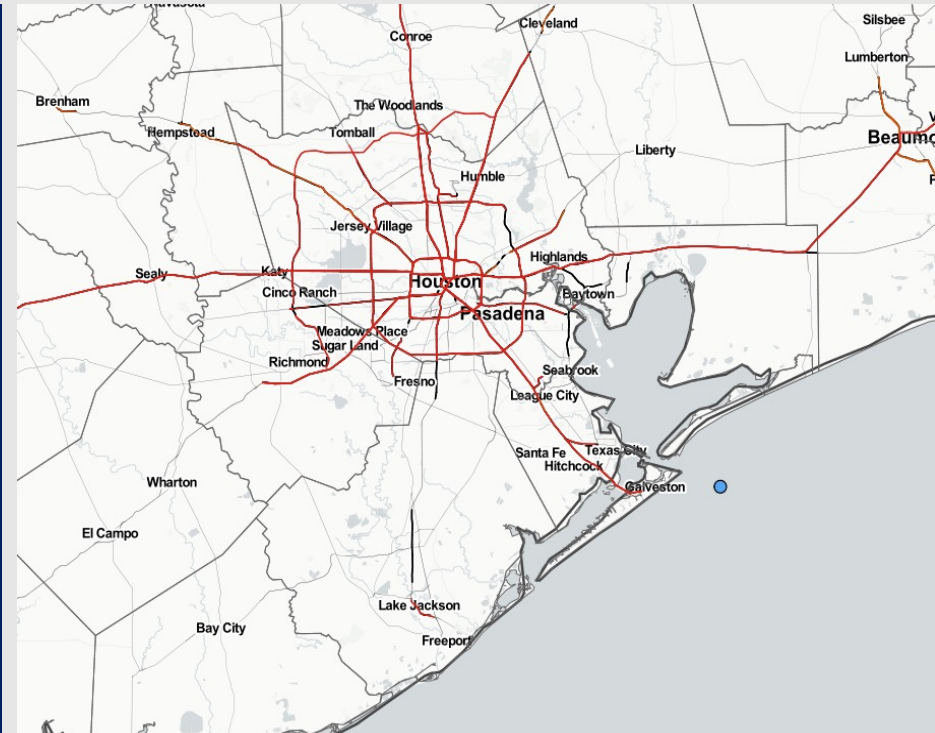 Cleveland
Silsbee
Conroe
Lumberton
Brenham
The Woodlands
Hempstead
Tomball
Liberty
Humble
Jersey Village
Highlands
Sealy
Katy
Houston
Cinco Ranch
Baytown
Pasadena
Meadows Place
Sugar Land
Richmond
Seabrook
Fresno
League City
Santa Fe
Texas City
Hitchcock
Wharton
Galveston
El Campo
Lake Jackson
Bay City
Freeport